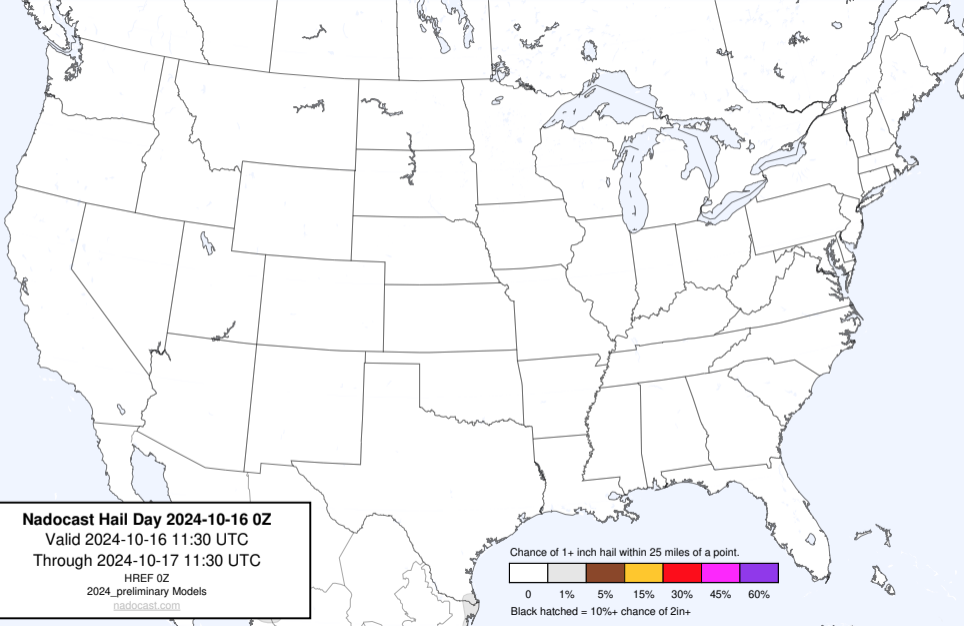 Nadocast Hail Day 2024-10-16 0Z
Valid 2024-10-16 11:30 UTC
Through 2024-10-17 11:30 UTC
HREF 0Z
2024_preliminary Models
nadocast.com
Chance of 1+ inch hail within 25 miles of a point.
0 1% 5% 15% 30% 45% 60%
Black hatched = 10%+ chance of 2in+